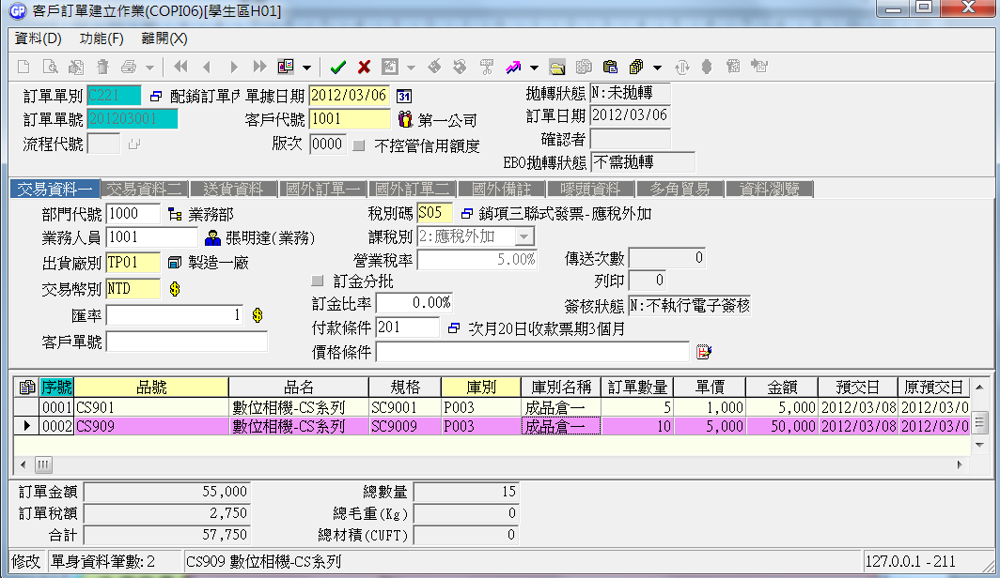 GP 客戶訂單建立作業(COPI06)[學生區H01]
資料(D) 功能(F) 離開(X)
訂單單別 C221 配銷訂單 單據日期 2012/03/06 31 拋轉狀態 N:未拋轉
訂單單號 201203001 客戶代號 1001 第一公司 訂單日期 2012/03/06
流程代號 版次 0000 不控管信用額度 確認者
EBO拋轉狀態 不需拋轉
交易資料一 交易資料二 送貨資料 國外訂單一 國外訂單二 國外備註 嘜頭資料 多角貿易 資料瀏覽
部門代號 1000 業務部 稅別碼 S05 銷項三聯式發票-應稅外加
業務人員 1001 張明達(業務) 課稅別 2:應稅外加
出貨廠別 TP01 製造一廠 營業稅率 5.00% 傳送次數 0
交易幣別 NTD 訂金分批 列印 0
匯率 1 訂金比率 0.00% 簽核狀態 N:不執行電子簽核
客戶單號 付款條件 201 次月20日收款票期3個月
價格條件
序號 品號 品名 規格 庫別 庫別名稱 訂單數量 單價 金額 預交日 原預交日
0001 CS901 數位相機-CS系列 SC9001 P003 成品倉一 5 1,000 5,000 2012/03/08 2012/03/0
0002 CS909 數位相機-CS系列 SC9009 P003 成品倉一 10 5,000 50,000 2012/03/08 2012/03/0
訂單金額 55,000 總數量 15
訂單稅額 2,750 總毛重(Kg) 0
合計 57,750 總材積(CUFT) 0
修改 單身資料筆數: 2 CS909 數位相機-CS系列 127.0.0.1 - 211